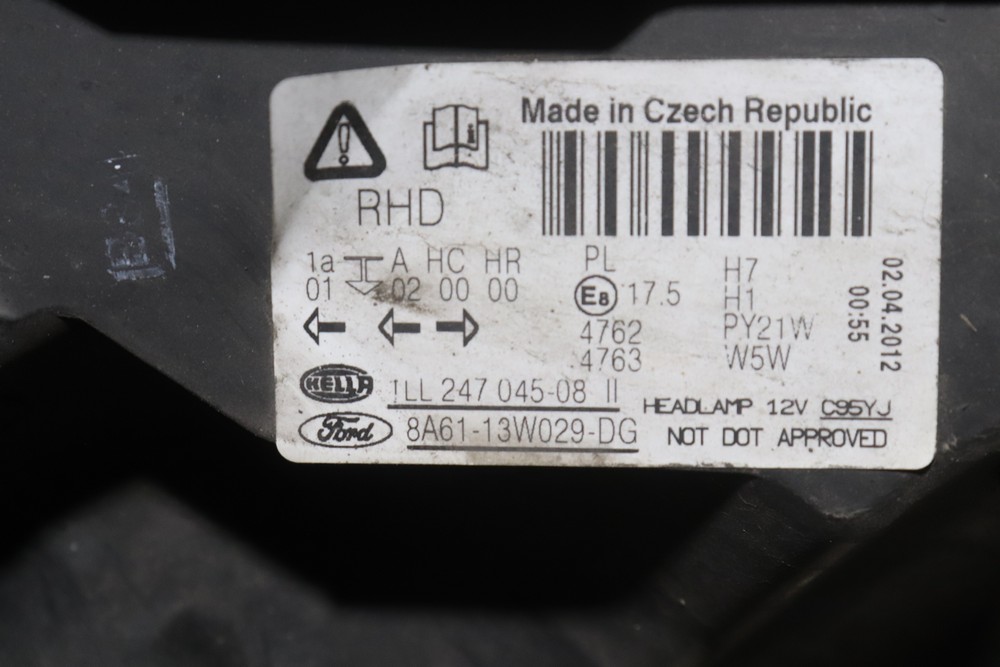 Made in Czech Republic
RHD
1a A HC HR PL
01 02 00 00 E8 17.5
4762
4763
H7
H1
PY21W
W5W
02.04.2012
00:55
HELLA 1LL 247 045-08 II
Ford 8A61-13W029-DG
HEADLAMP 12V C95YJ
NOT DOT APPROVED